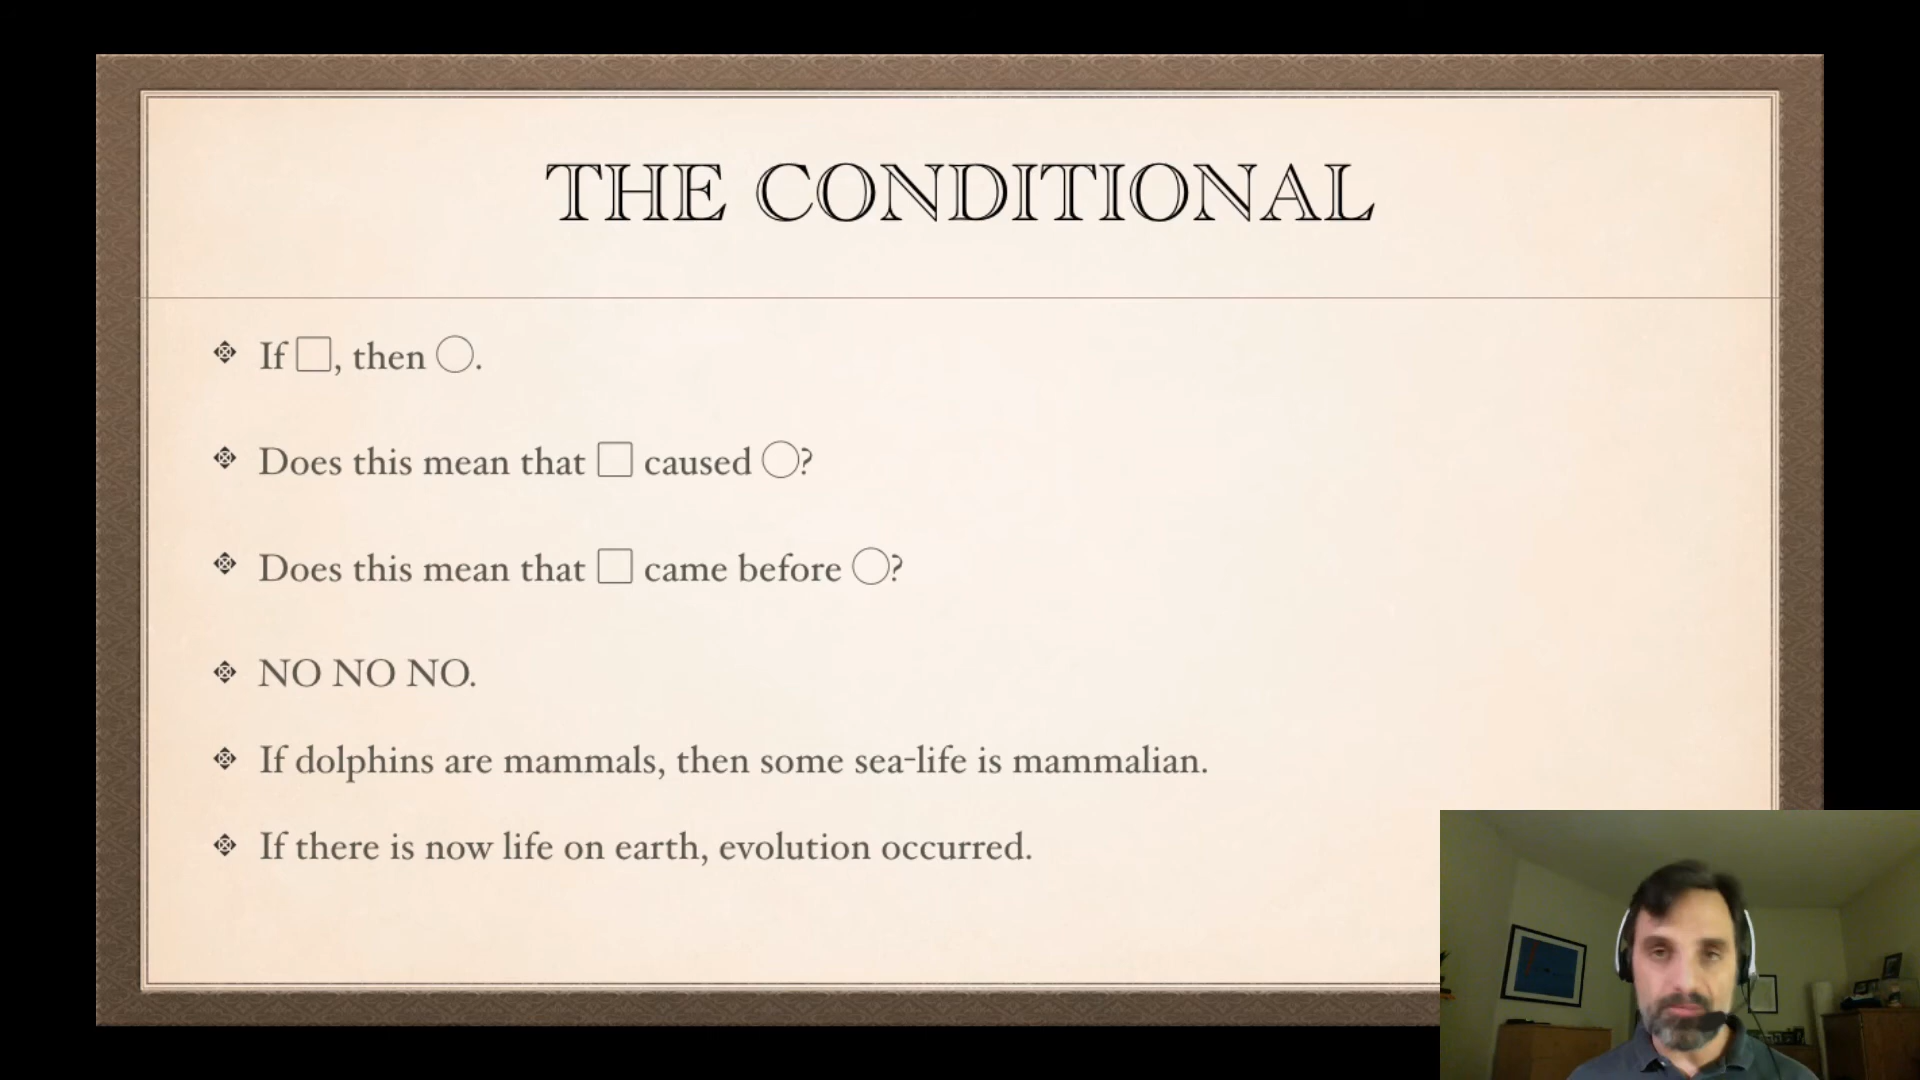 THE CONDITIONAL
If □, then ○.
Does this mean that □ caused ○?
Does this mean that □ came before ○?
NO NO NO.
If dolphins are mammals, then some sea-life is mammalian.
If there is now life on earth, evolution occurred.